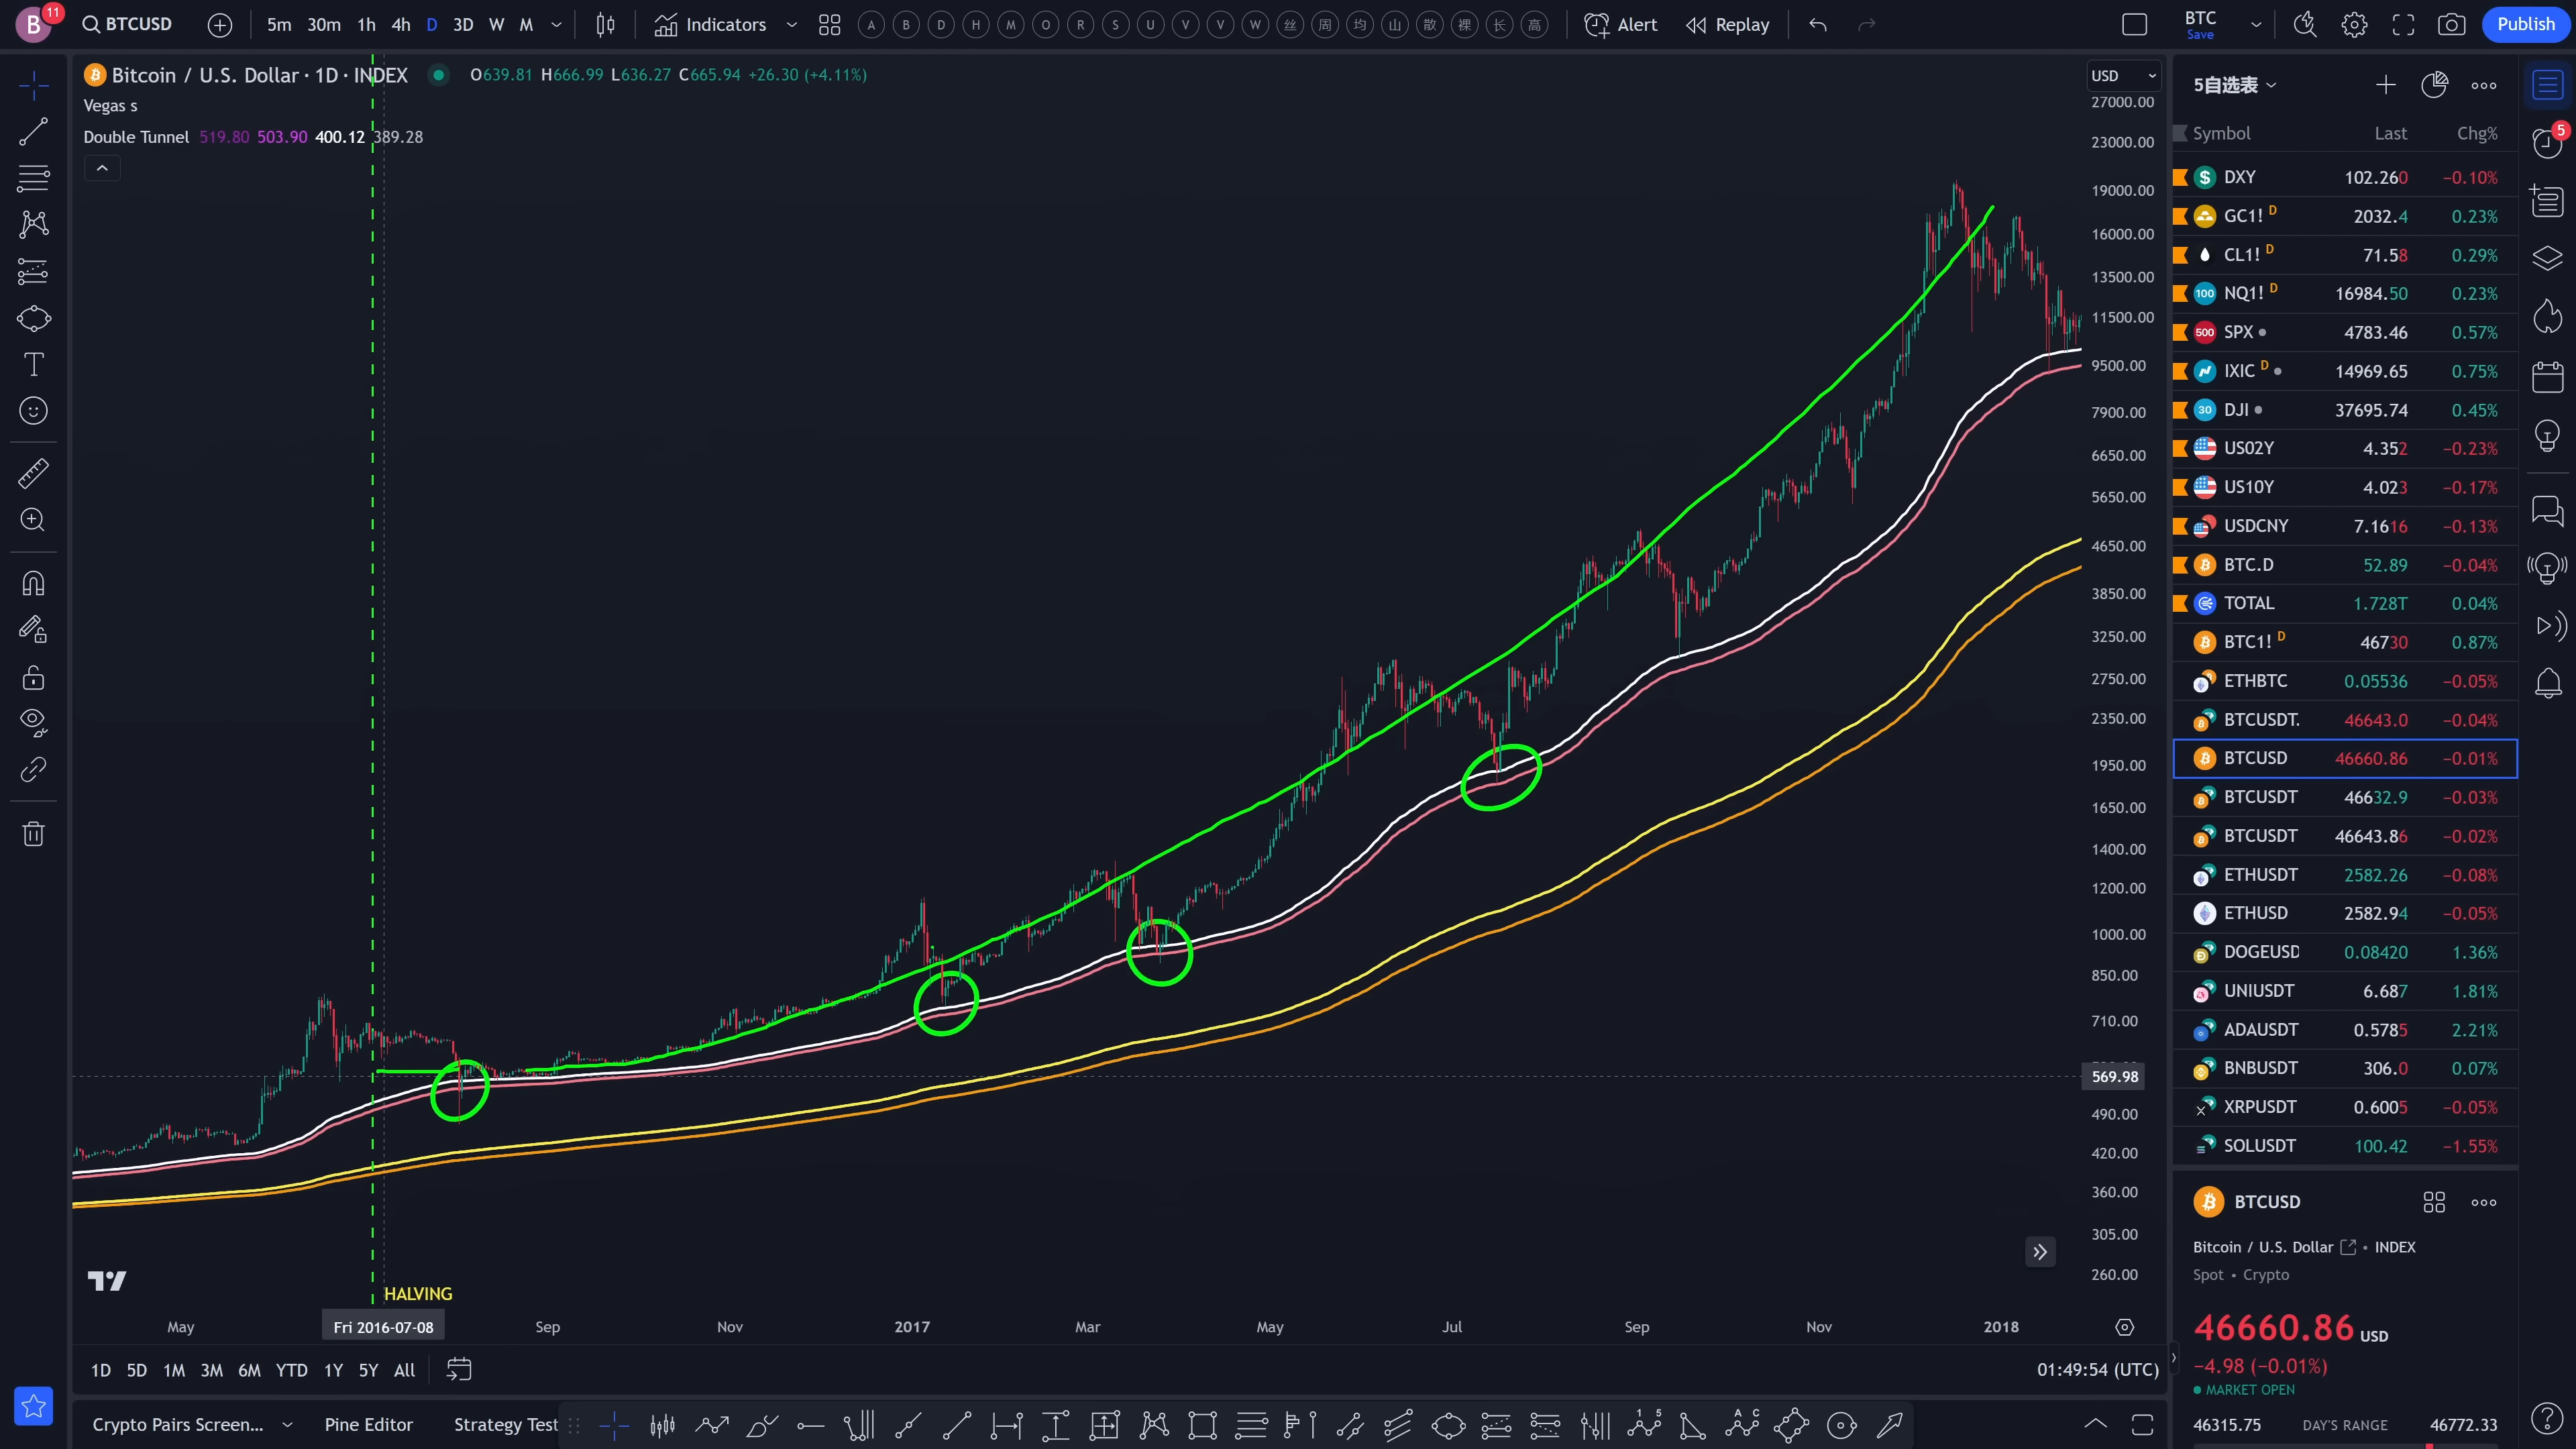 B 11 BTCUSD 5m 30m 1h 4h D 3D W M Indicators A B D H M O R S U V V W 丝 周 均 山 散 裸 长 高 Alert Replay BTC Save Publish
Bitcoin / U.S. Dollar · 1D · INDEX O639.81 H666.99 L636.27 C665.94 +26.30 (+4.11%)
Vegas s
Double Tunnel 519.80 503.90 400.12 389.28
USD
27000.00
23000.00
19000.00
16000.00
13500.00
11500.00
9500.00
7900.00
6650.00
5650.00
4650.00
3850.00
3250.00
2750.00
2350.00
1950.00
1650.00
1400.00
1200.00
1000.00
850.00
710.00
569.98
490.00
420.00
360.00
305.00
260.00
HALVING
May Fri 2016-07-08 Sep Nov 2017 Mar May Jul Sep Nov 2018
1D 5D 1M 3M 6M YTD 1Y 5Y All 01:49:54 (UTC)
Crypto Pairs Screen... Pine Editor Strategy Test
5自选表
Symbol Last Chg%
DXY 102.260 −0.10%
GC1! D 2032.4 0.23%
CL1! D 71.58 0.29%
NQ1! D 16984.50 0.23%
SPX 4783.46 0.57%
IXIC D 14969.65 0.75%
DJI 37695.74 0.45%
US02Y 4.352 −0.23%
US10Y 4.023 −0.17%
USDCNY 7.1616 −0.13%
BTC.D 52.89 −0.04%
TOTAL 1.728T 0.04%
BTC1! D 46730 0.87%
ETHBTC 0.05536 −0.05%
BTCUSDT. 46643.0 −0.04%
BTCUSD 46660.86 −0.01%
BTCUSDT 46632.9 −0.03%
BTCUSDT 46643.86 −0.02%
ETHUSDT 2582.26 −0.08%
ETHUSD 2582.94 −0.05%
DOGEUSD 0.08420 1.36%
UNIUSDT 6.687 1.81%
ADAUSDT 0.5785 2.21%
BNBUSDT 306.0 0.07%
XRPUSDT 0.6005 −0.05%
SOLUSDT 100.42 −1.55%
BTCUSD
Bitcoin / U.S. Dollar • INDEX
Spot • Crypto
46660.86 USD
−4.98 (−0.01%)
MARKET OPEN
46315.75 DAY'S RANGE 46772.33
5